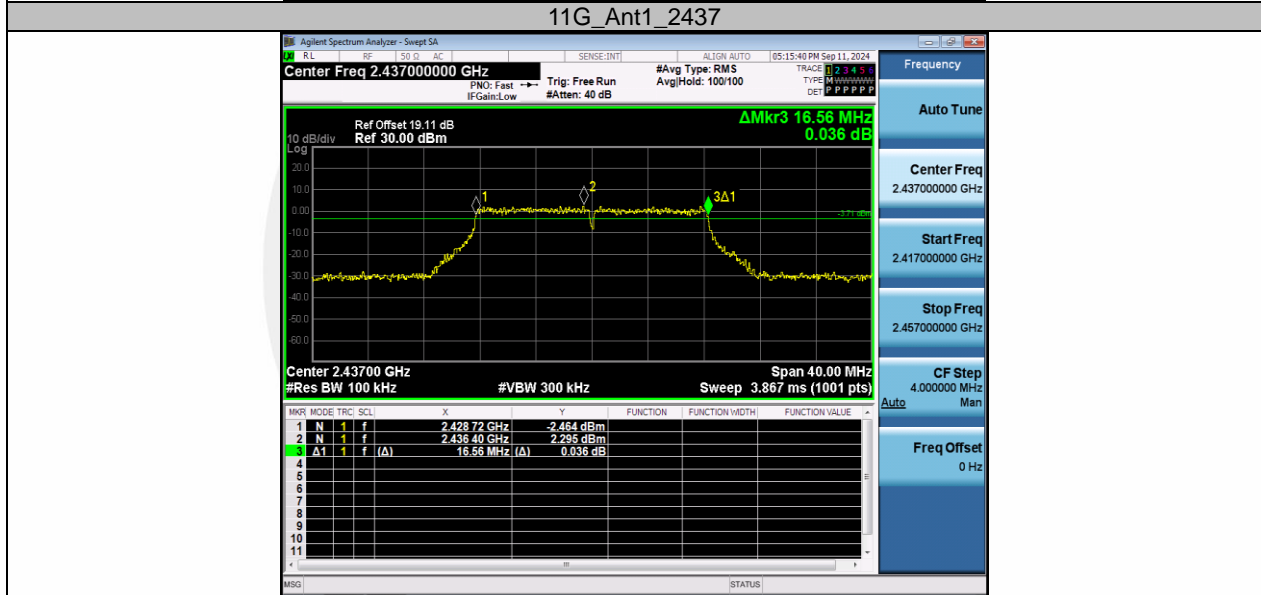 11G_Ant1_2437
Agilent Spectrum Analyzer - Swept SA
RL RF 50 Ω AC SENSE:INT ALIGN AUTO 05:15:40 PM Sep 11, 2024
Center Freq 2.437000000 GHz
PNO: Fast
IFGain:Low
Trig: Free Run
#Atten: 40 dB
#Avg Type: RMS
Avg|Hold: 100/100
TRACE 1 2 3 4 5 6
TYPE M
DET P P P P P P
Ref Offset 19.11 dB
10 dB/div Ref 30.00 dBm
Log
ΔMkr3 16.56 MHz
0.036 dB
20.0
10.0
0.00
-10.0
-20.0
-30.0
-40.0
-50.0
-60.0
1
2
3Δ1
-3.71 dBm
Center 2.43700 GHz Span 40.00 MHz
#Res BW 100 kHz #VBW 300 kHz Sweep 3.867 ms (1001 pts)
MKR MODE TRC SCL X Y FUNCTION FUNCTION WIDTH FUNCTION VALUE
1 N 1 f 2.428 72 GHz -2.464 dBm
2 N 1 f 2.436 40 GHz 2.295 dBm
3 Δ1 1 f (Δ) 16.56 MHz (Δ) 0.036 dB
4
5
6
7
8
9
10
11
MSG STATUS
Frequency
Auto Tune
Center Freq
2.437000000 GHz
Start Freq
2.417000000 GHz
Stop Freq
2.457000000 GHz
CF Step
4.000000 MHz
Auto Man
Freq Offset
0 Hz